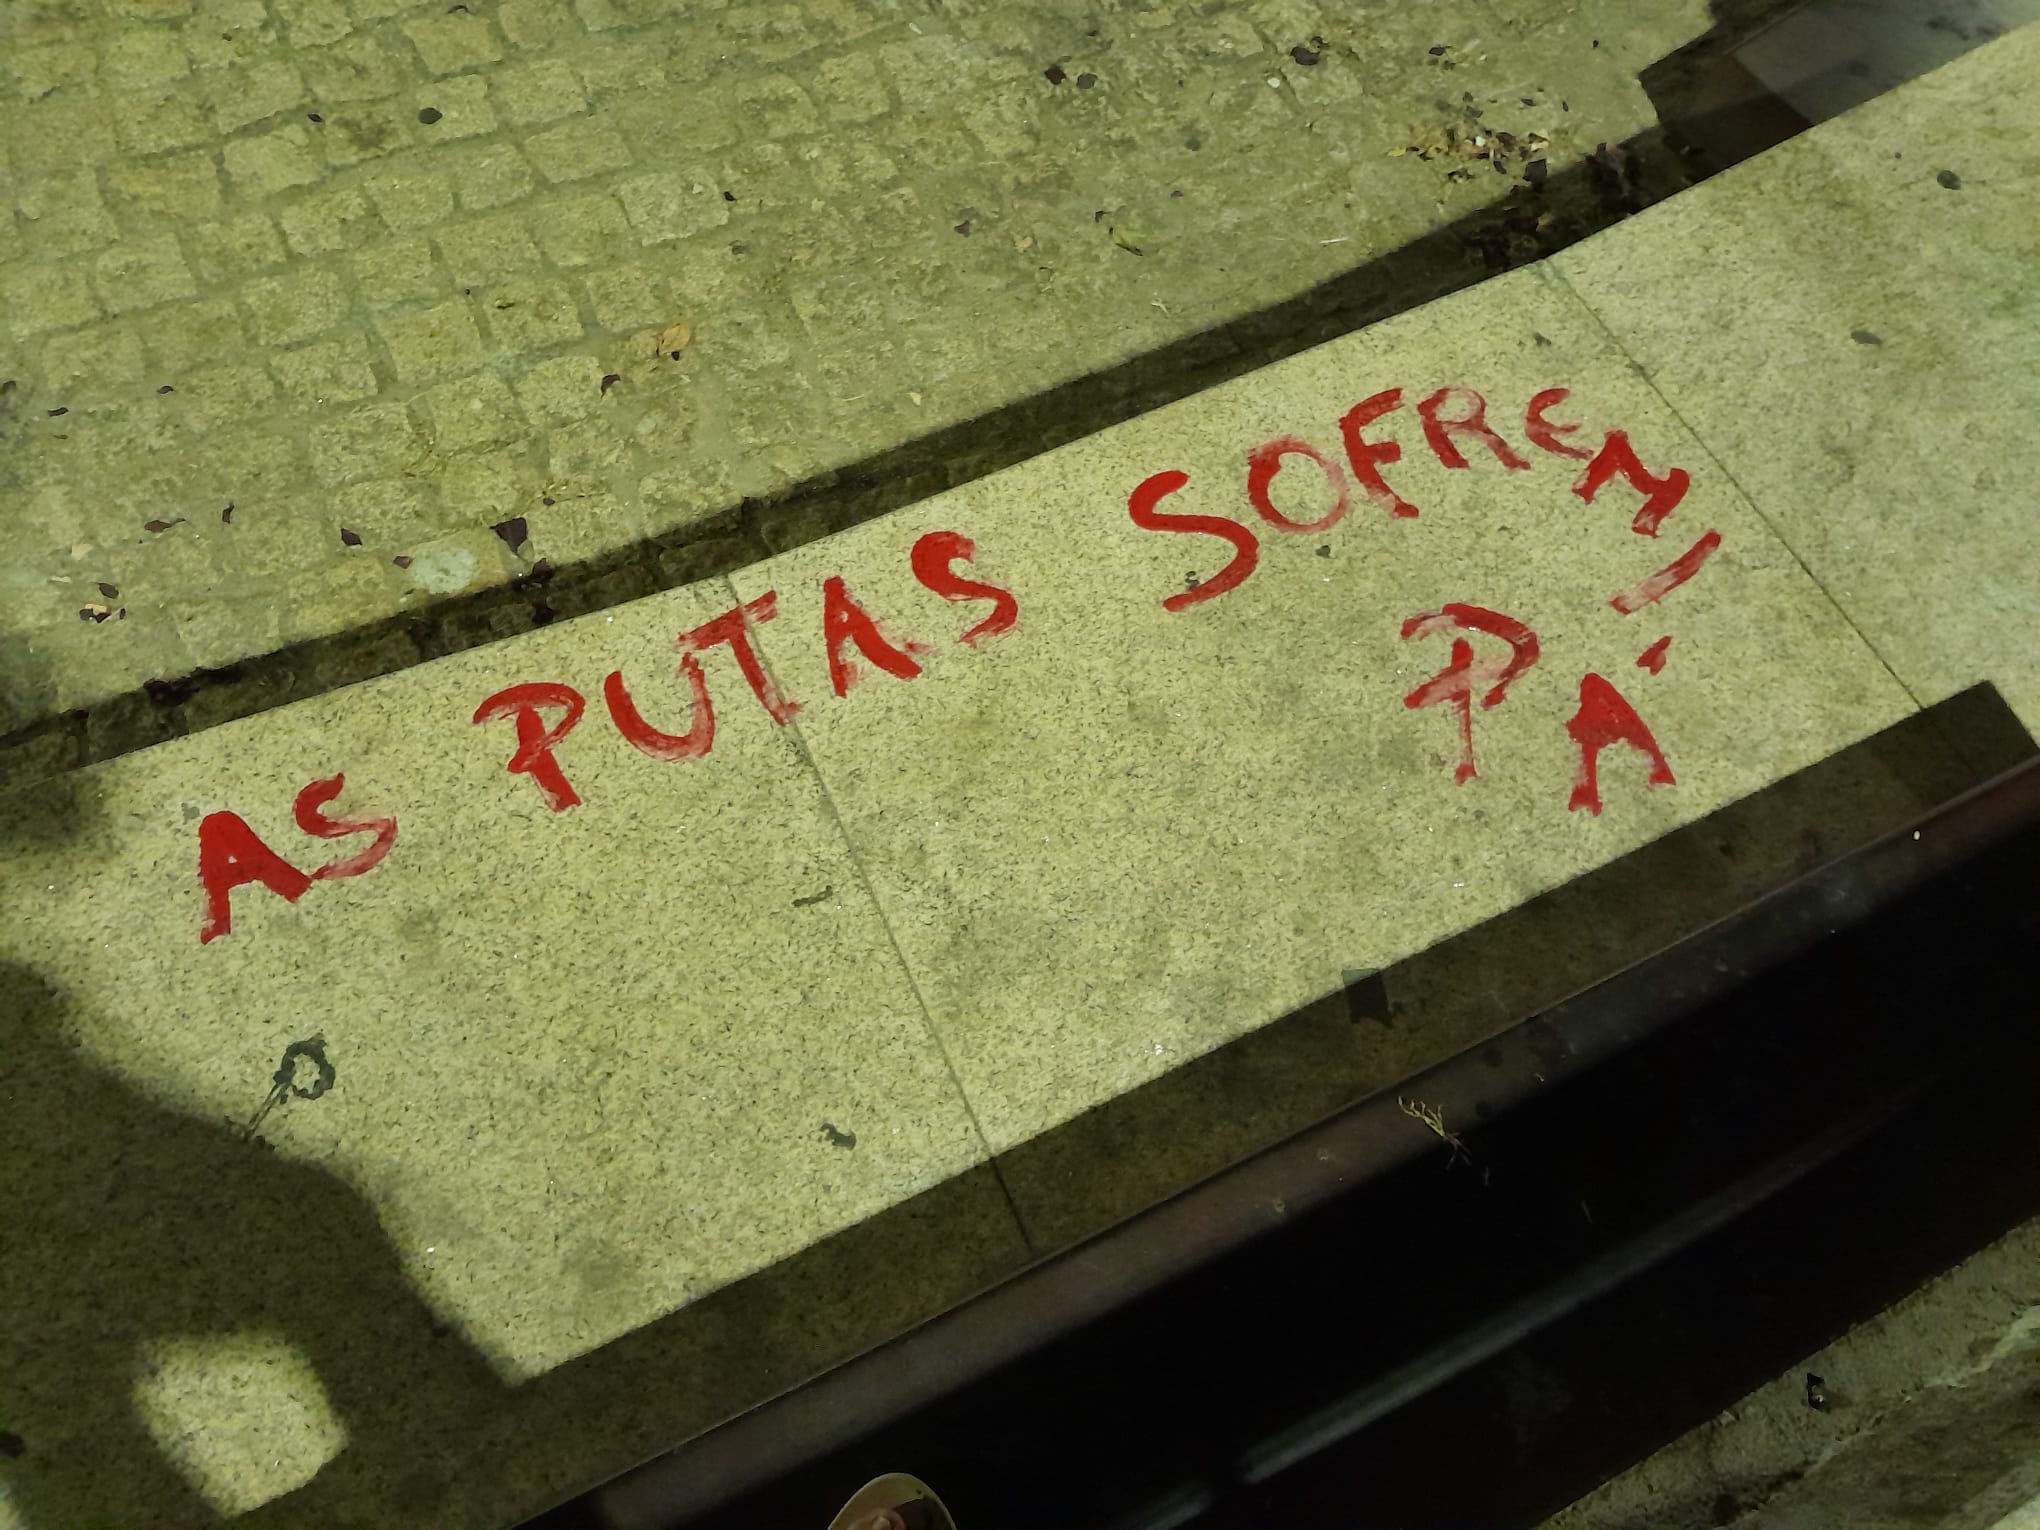 AS PUTAS SOFREM,
PÁ